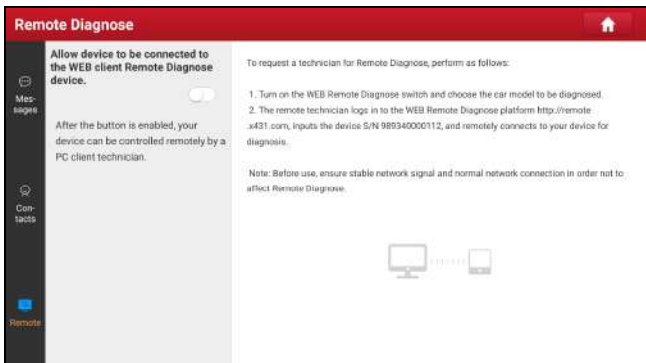 Remote Diagnose
Mes-
sages
Con-
tacts
Remote
Allow device to be connected to
the WEB client Remote Diagnose
device.
After the button is enabled, your
device can be controlled remotely by a
PC client technician.
To request a technician for Remote Diagnose, perform as follows:
1. Turn on the WEB Remote Diagnose switch and choose the car model to be diagnosed.
2. The remote technician logs in to the WEB Remote Diagnose platform http://remote
.x431.com, inputs the device S/N 989340000112, and remotely connects to your device for
diagnosis.
Note: Before use, ensure stable network signal and normal network connection in order not to
affect Remote Diagnose.